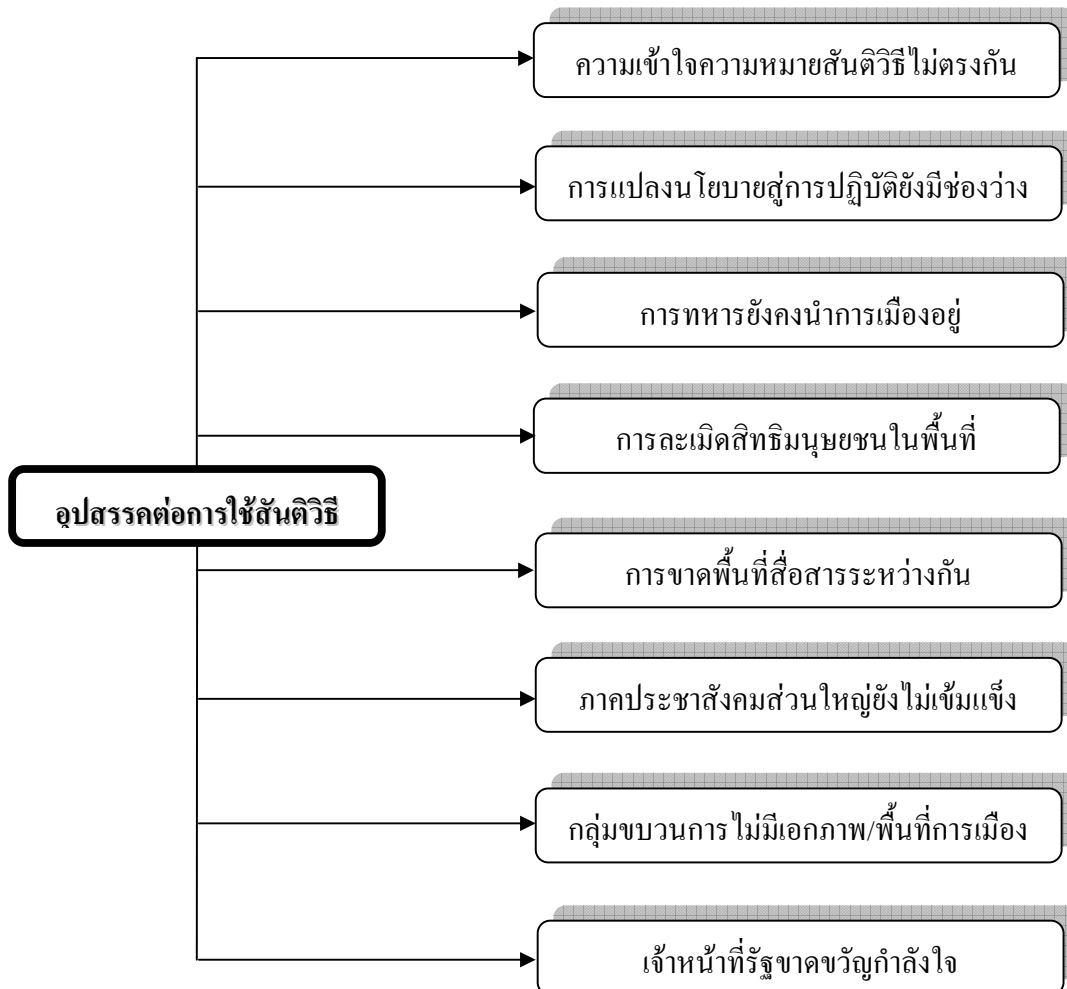 ความเข้าใจความหมายสันติวิธีไม่ตรงกัน
การแปลงนโยบายสู่การปฏิบัติยังมีช่องว่าง
การทหารยังคงนำการเมืองอยู่
การละเมิดสิทธิมนุษยชนในพื้นที่
อุปสรรคต่อการใช้สันติวิธี
การขาดพื้นที่สื่อสารระหว่างกัน
ภาคประชาสังคมส่วนใหญ่ยังไม่เข้มแข็ง
กลุ่มขบวนการไม่มีเอกภาพ/พื้นที่การเมือง
เจ้าหน้าที่รัฐขาดขวัญกำลังใจ